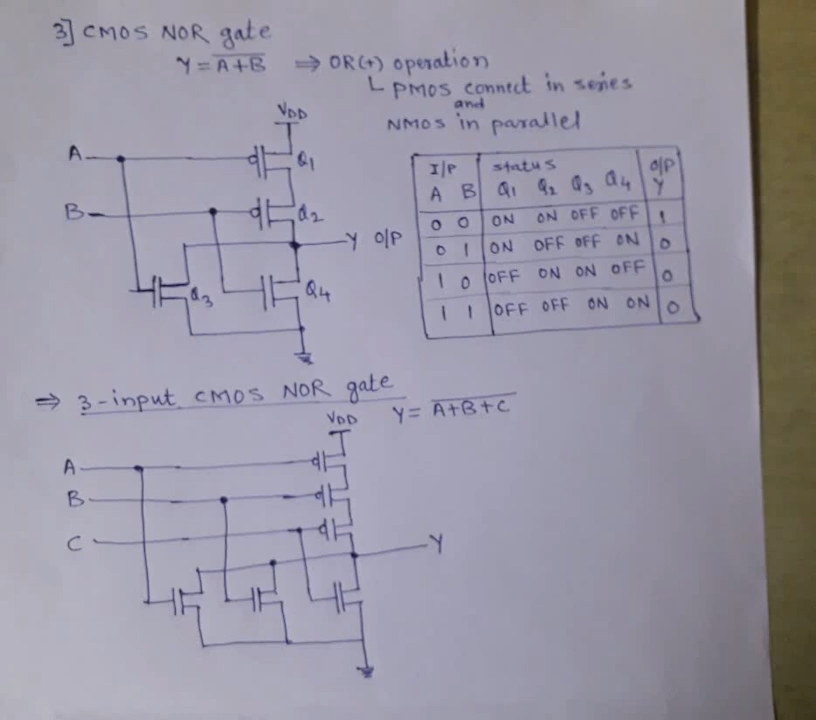 3] CMOS NOR gate
Y = \overline{A+B} ⇒ OR(+) operation
└ PMOS connect in series
and
NMOS in parallel
VDD
A
Q1
B
Q2
Y O/P
Q3
Q4
I/P status O/P
A B Q1 Q2 Q3 Q4 Y
0 0 ON ON OFF OFF 1
0 1 ON OFF OFF ON 0
1 0 OFF ON ON OFF 0
1 1 OFF OFF ON ON 0
⇒ 3-input CMOS NOR gate
Y = \overline{A+B+C}
VDD
A
B
C
Y